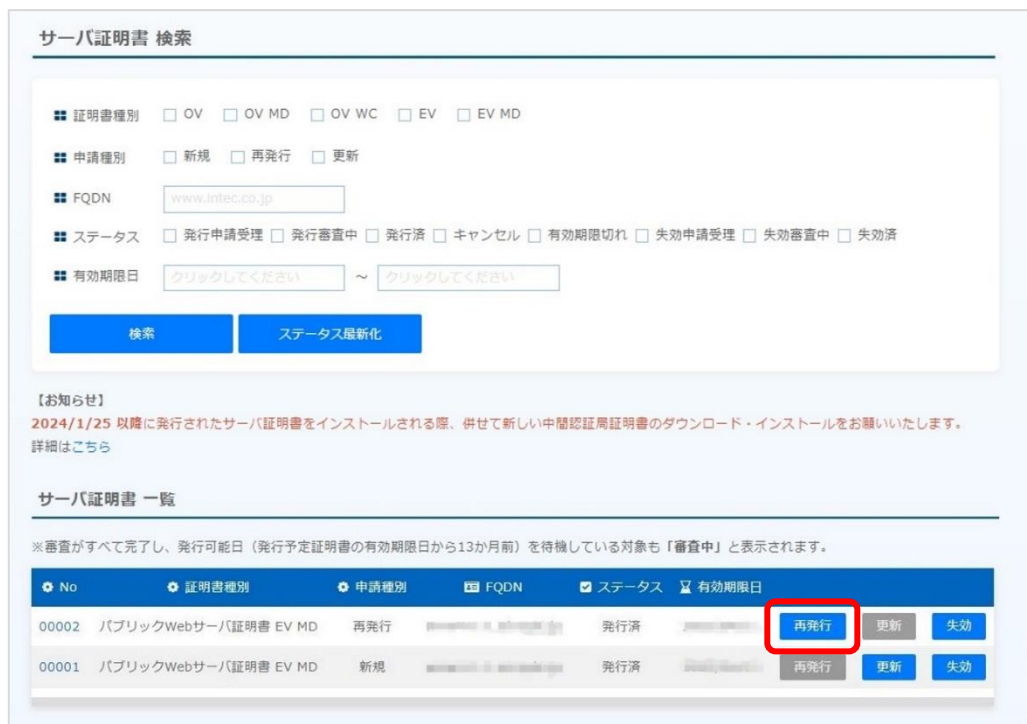 サーバ証明書 検索
証明書種別 OV OV MD OV WC EV EV MD
申請種別 新規 再発行 更新
FQDN www.intec.co.jp
ステータス 発行申請受理 発行審査中 発行済 キャンセル 有効期限切れ 失効申請受理 失効審査中 失効済
有効期限日 クリックしてください ～ クリックしてください
検索 ステータス最新化
【お知らせ】
2024/1/25 以降に発行されたサーバ証明書をインストールされる際、併せて新しい中間認証局証明書のダウンロード・インストールをお願いいたします。
詳細はこちら
サーバ証明書 一覧
※審査がすべて完了し、発行可能日（発行予定証明書の有効期限日から13か月前）を待機している対象も「審査中」と表示されます。
No 証明書種別 申請種別 FQDN ステータス 有効期限日
00002 パブリックWebサーバ証明書 EV MD 再発行 発行済 再発行 更新 失効
00001 パブリックWebサーバ証明書 EV MD 新規 発行済 再発行 更新 失効